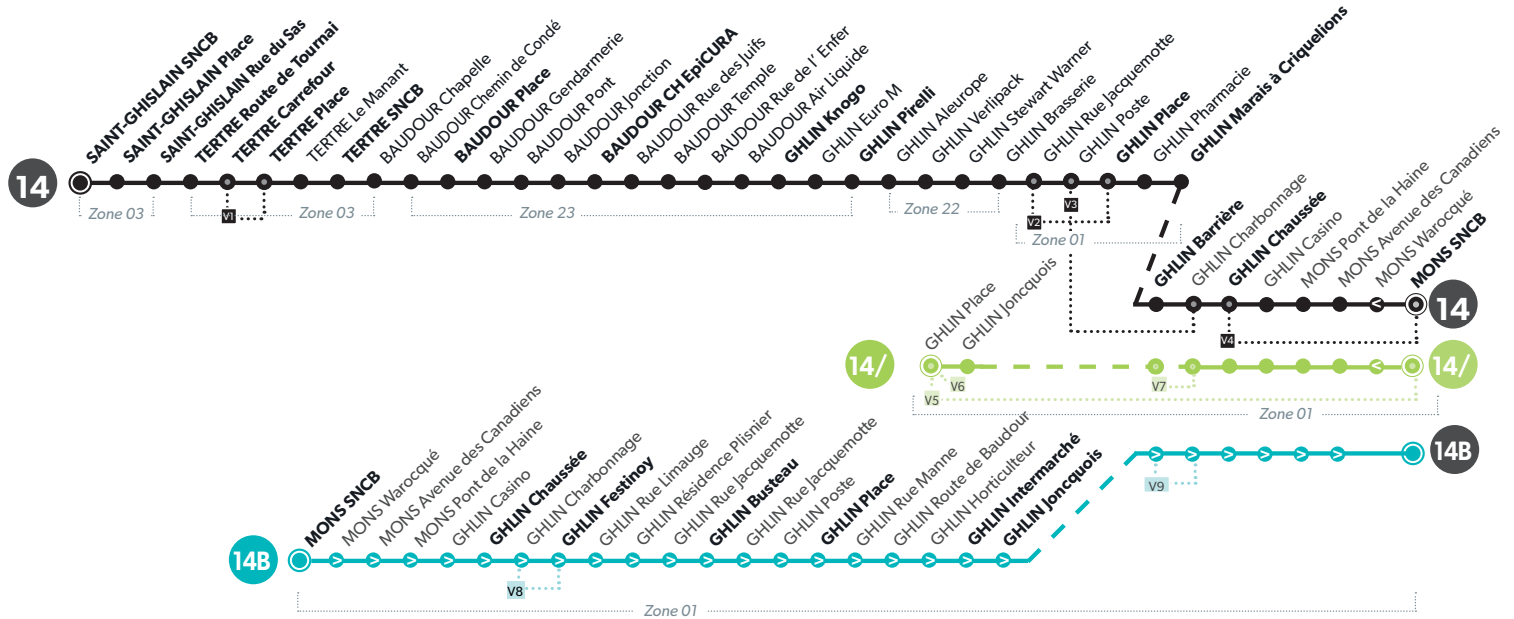 14
SAINT-GHISLAIN SNCB
SAINT-GHISLAIN Place
SAINT-GHISLAIN Rue du Sas
TERTRE Route de Tournai
TERTRE Carrefour
TERTRE Place
TERTRE Le Manant
TERTRE SNCB
BAUDOUR Chapelle
BAUDOUR Chemin de Condé
BAUDOUR Place
BAUDOUR Gendarmerie
BAUDOUR Pont
BAUDOUR Jonction
BAUDOUR CH EpiCURA
BAUDOUR Rue des Juifs
BAUDOUR Temple
BAUDOUR Rue de l' Enfer
BAUDOUR Air Liquide
GHLIN Knogo
GHLIN Euro M
GHLIN Pirelli
GHLIN Aleurope
GHLIN Verlipack
GHLIN Stewart Warner
GHLIN Brasserie
GHLIN Rue Jacquemotte
GHLIN Poste
GHLIN Place
GHLIN Pharmacie
GHLIN Marais à Criquelions
Zone 03
V1
Zone 03
Zone 23
Zone 22
V2
V3
Zone 01
GHLIN Barrière
GHLIN Charbonnage
GHLIN Chaussée
GHLIN Casino
MONS Pont de la Haine
MONS Avenue des Canadiens
MONS Warocqué
MONS SNCB
14
V4
14/
GHLIN Place
GHLIN Joncquois
14/
V5
V6
V7
Zone 01
14B
MONS SNCB
MONS Warocqué
MONS Avenue des Canadiens
MONS Pont de la Haine
GHLIN Casino
GHLIN Chaussée
GHLIN Charbonnage
GHLIN Festinoy
GHLIN Rue Limauge
GHLIN Résidence Plisnier
GHLIN Rue Jacquemotte
GHLIN Busteau
GHLIN Rue Jacquemotte
GHLIN Poste
GHLIN Place
GHLIN Rue Manne
GHLIN Route de Baudour
GHLIN Horticulteur
GHLIN Intermarché
GHLIN Joncquois
V8
V9
14B
Zone 01